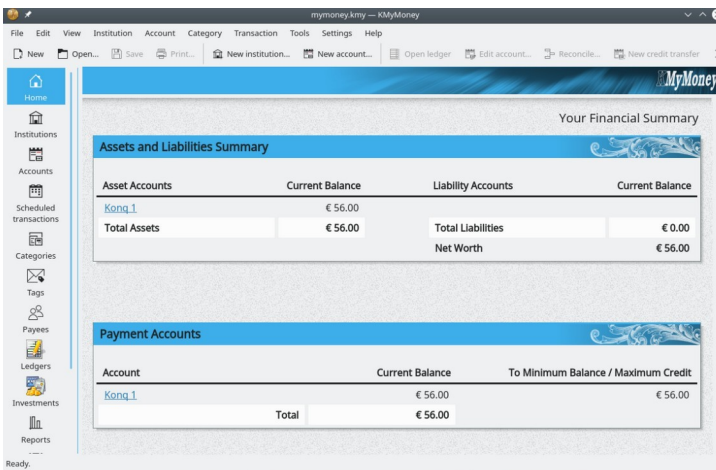 mymoney.kmy — KMyMoney
File Edit View Institution Account Category Transaction Tools Settings Help
New Open... Save Print... New institution... New account... Open ledger Edit account... Reconcile... New credit transfer
KMyMoney
Home
Institutions
Accounts
Scheduled
transactions
Categories
Tags
Payees
Ledgers
Investments
Reports
Your Financial Summary
Assets and Liabilities Summary
Asset Accounts Current Balance Liability Accounts Current Balance
Konq 1 € 56.00
Total Assets € 56.00 Total Liabilities € 0.00
Net Worth € 56.00
Payment Accounts
Account Current Balance To Minimum Balance / Maximum Credit
Konq 1 € 56.00 € 56.00
Total € 56.00
Ready.